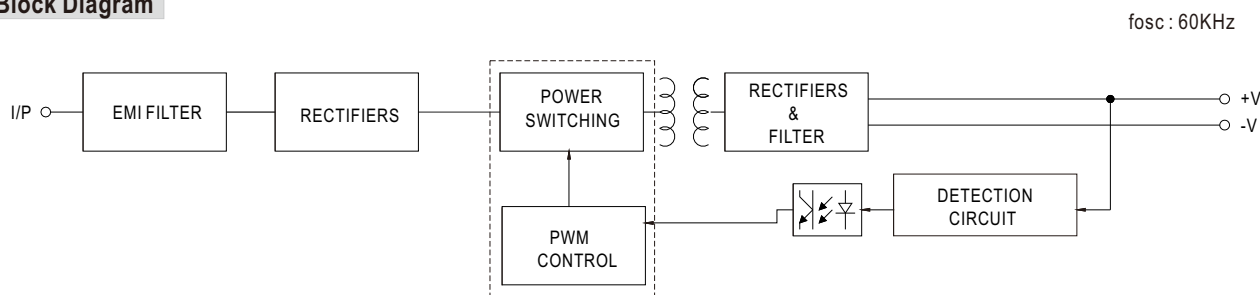 Block Diagram
fosc : 60KHz
I/P
EMI FILTER
RECTIFIERS
POWER
SWITCHING
RECTIFIERS
&
FILTER
+V
-V
DETECTION
CIRCUIT
PWM
CONTROL